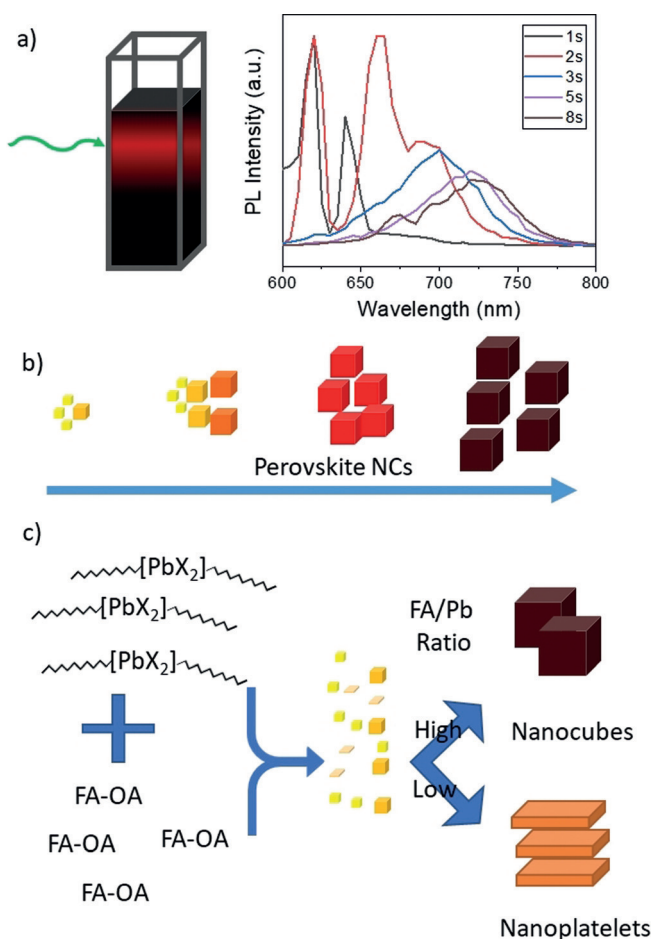 a)
PL Intensity (a.u.)
1s
2s
3s
5s
8s
600 650 700 750 800
Wavelength (nm)
b)
Perovskite NCs
c)
[PbX2]
[PbX2]
[PbX2]
FA-OA
FA-OA
FA-OA
FA-OA
FA/Pb
Ratio
High
Low
Nanocubes
Nanoplatelets